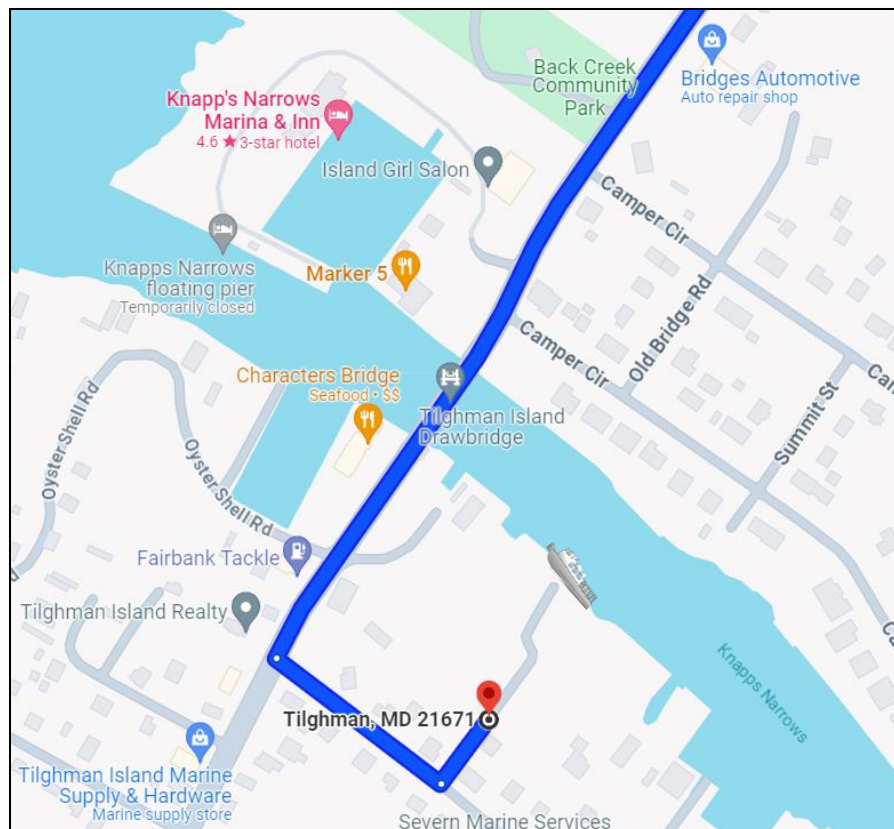 Back Creek
Community
Park
Bridges Automotive
Auto repair shop
Knapp's Narrows
Marina & Inn
4.6 ★ 3-star hotel
Island Girl Salon
Camper Cir
Knapps Narrows
floating pier
Temporarily closed
Marker 5
Old Bridge Rd
Camper Cir
Characters Bridge
Seafood • $$
Tilghman Island
Drawbridge
Summit St
Oyster Shell Rd
Oyster Shell Rd
Fairbank Tackle
Tilghman Island Realty
Knapps Narrows
Tilghman, MD 21671
Tilghman Island Marine
Supply & Hardware
Marine supply store
Severn Marine Services